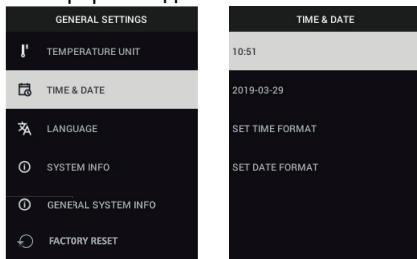 GENERAL SETTINGS
TEMPERATURE UNIT
TIME & DATE
LANGUAGE
SYSTEM INFO
GENERAL SYSTEM INFO
FACTORY RESET
TIME & DATE
10:51
2019-03-29
SET TIME FORMAT
SET DATE FORMAT